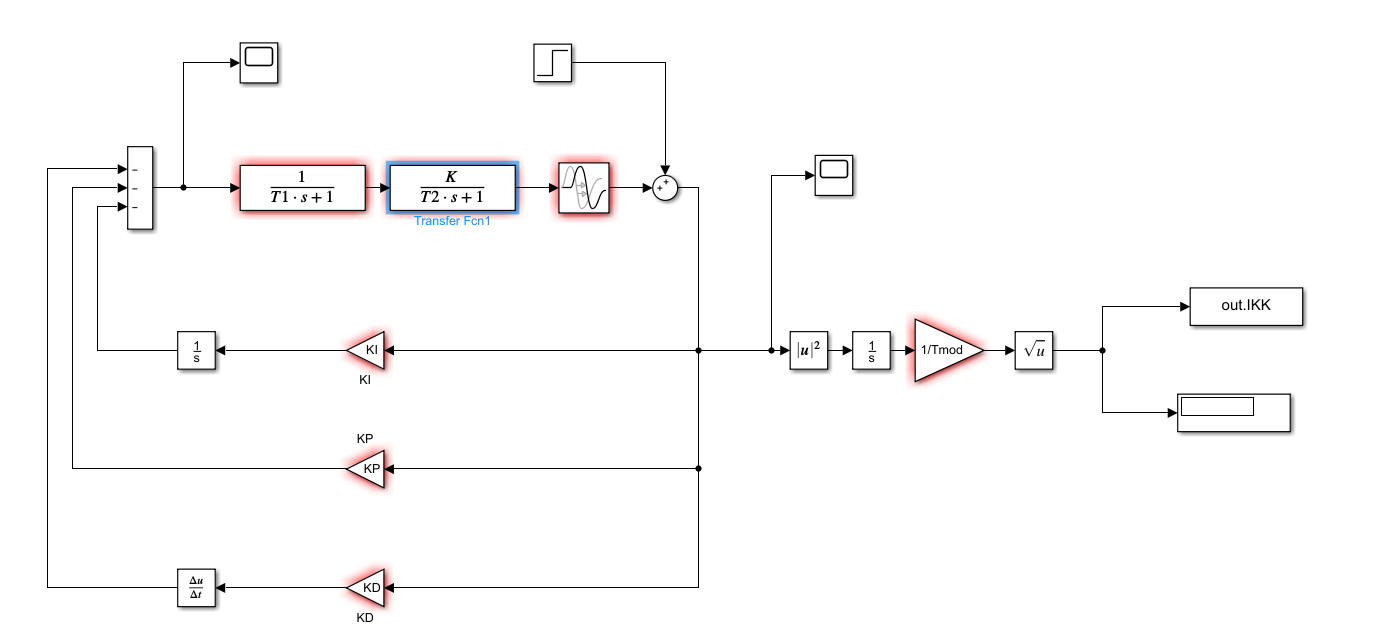 − 
−
−
1
T1 · s + 1
K
T2 · s + 1
Transfer Fcn1
+
+
out.IKK
1
s
KI
KI
|u|²
1
s
1/Tmod
√u
KP
KP
Δu
Δt
KD
KD